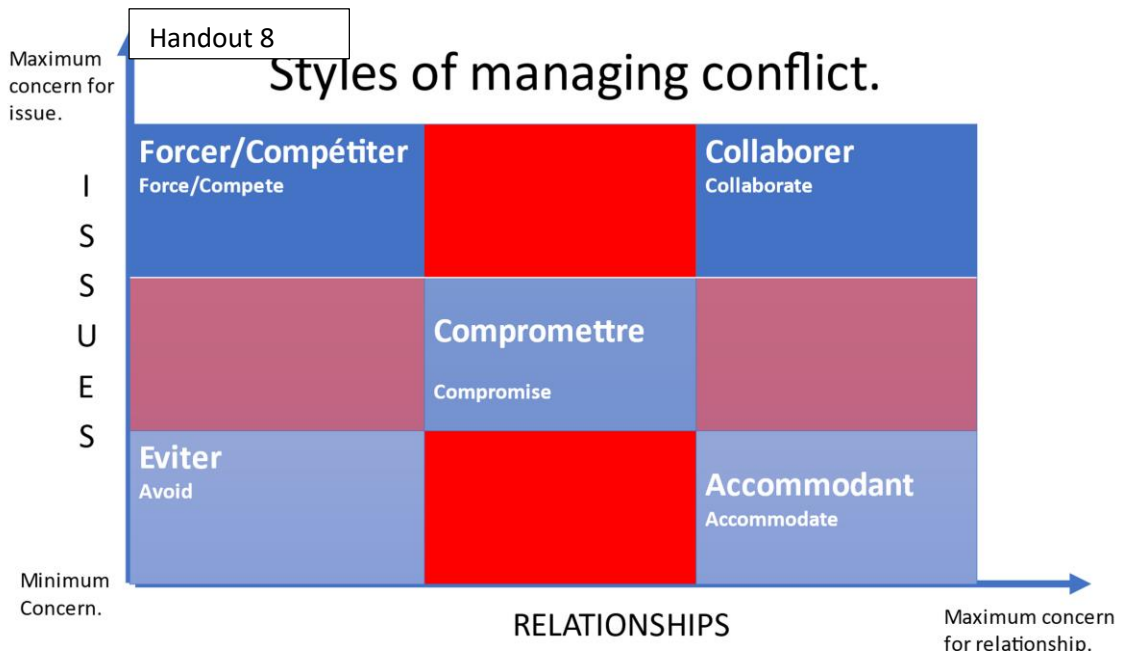 Handout 8
Styles of managing conflict.
Maximum
concern for
issue.
I
S
S
U
E
S
Forcer/Compétiter
Force/Compete
Collaborer
Collaborate
Compromettre
Compromise
Eviter
Avoid
Accommodant
Accommodate
Minimum
Concern.
RELATIONSHIPS
Maximum concern
for relationship.